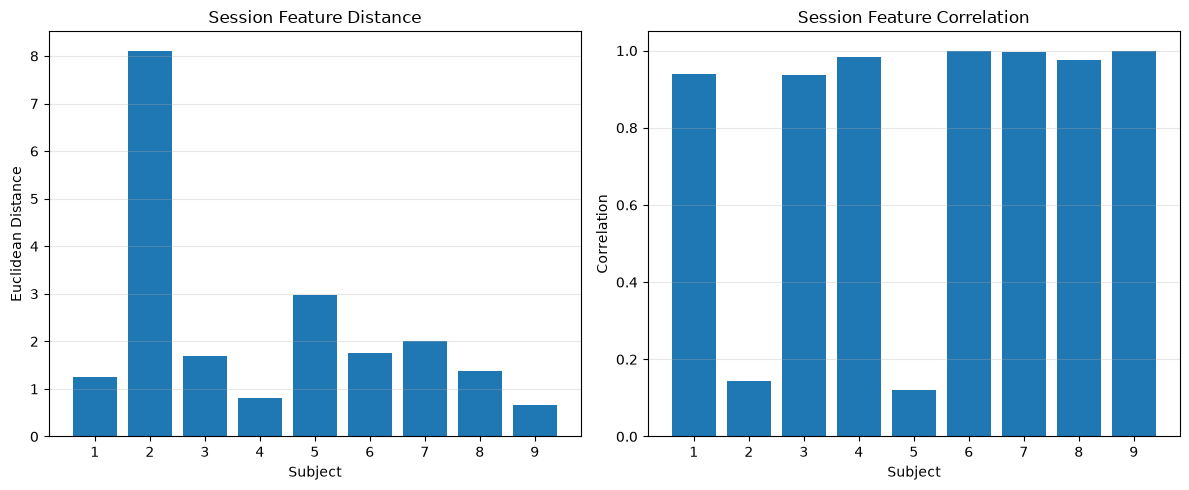 Session Feature Distance
Euclidean Distance
8
7
6
5
4
3
2
1
0
1 2 3 4 5 6 7 8 9
Subject
Session Feature Correlation
Correlation
1.0
0.8
0.6
0.4
0.2
0.0
1 2 3 4 5 6 7 8 9
Subject